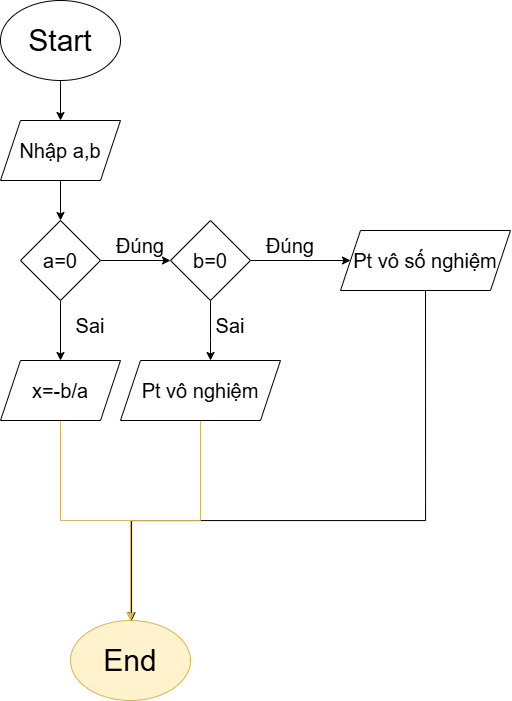 Start
Nhập a,b
a=0
Đúng
b=0
Đúng
Pt vô số nghiệm
Sai
Sai
x=-b/a
Pt vô nghiệm
End